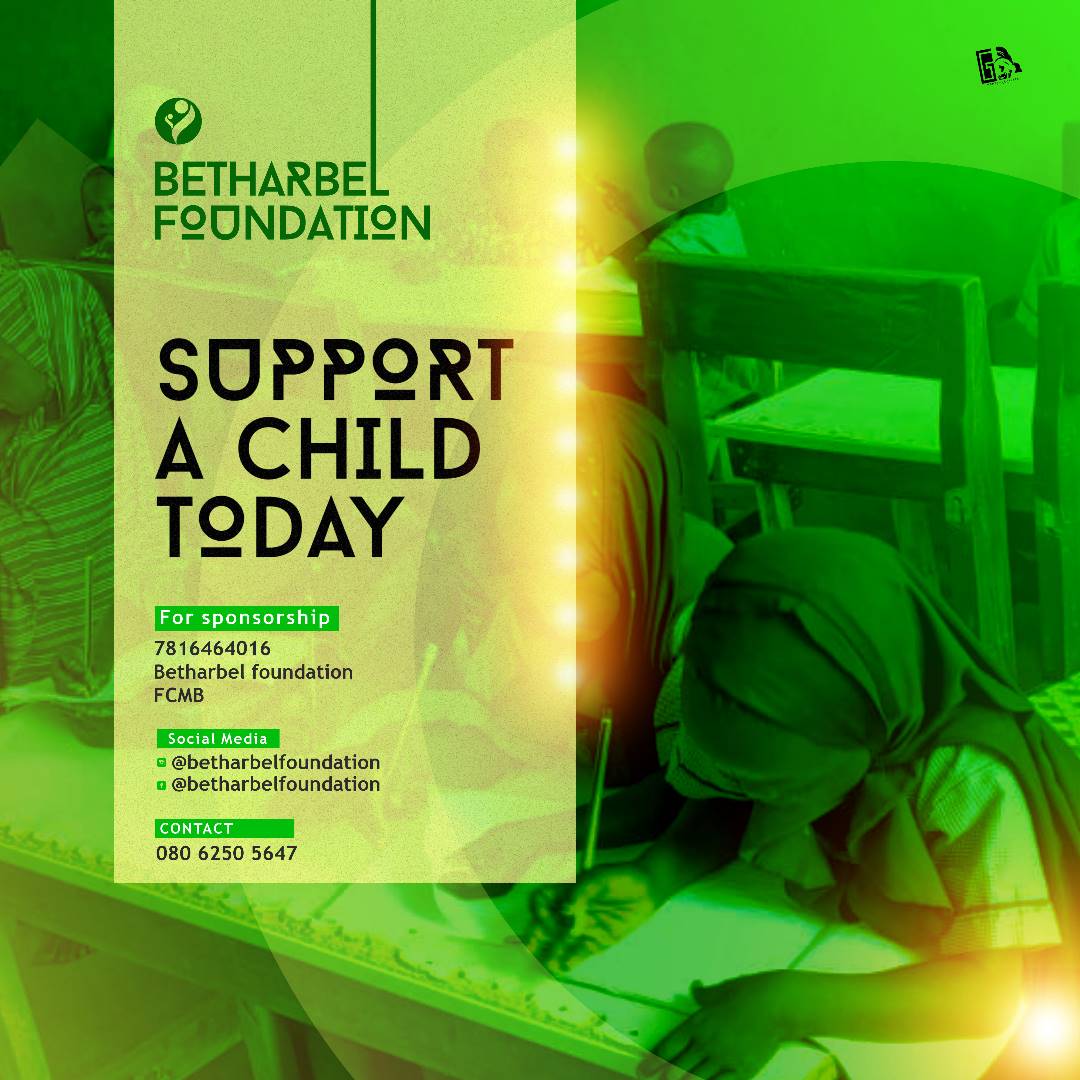 BETHARBEL
FOUNDATION
SUPPORT
A CHILD
TODAY
For sponsorship
7816464016
Betharbel foundation
FCMB
Social Media
@betharbelfoundation
@betharbelfoundation
CONTACT
080 6250 5647